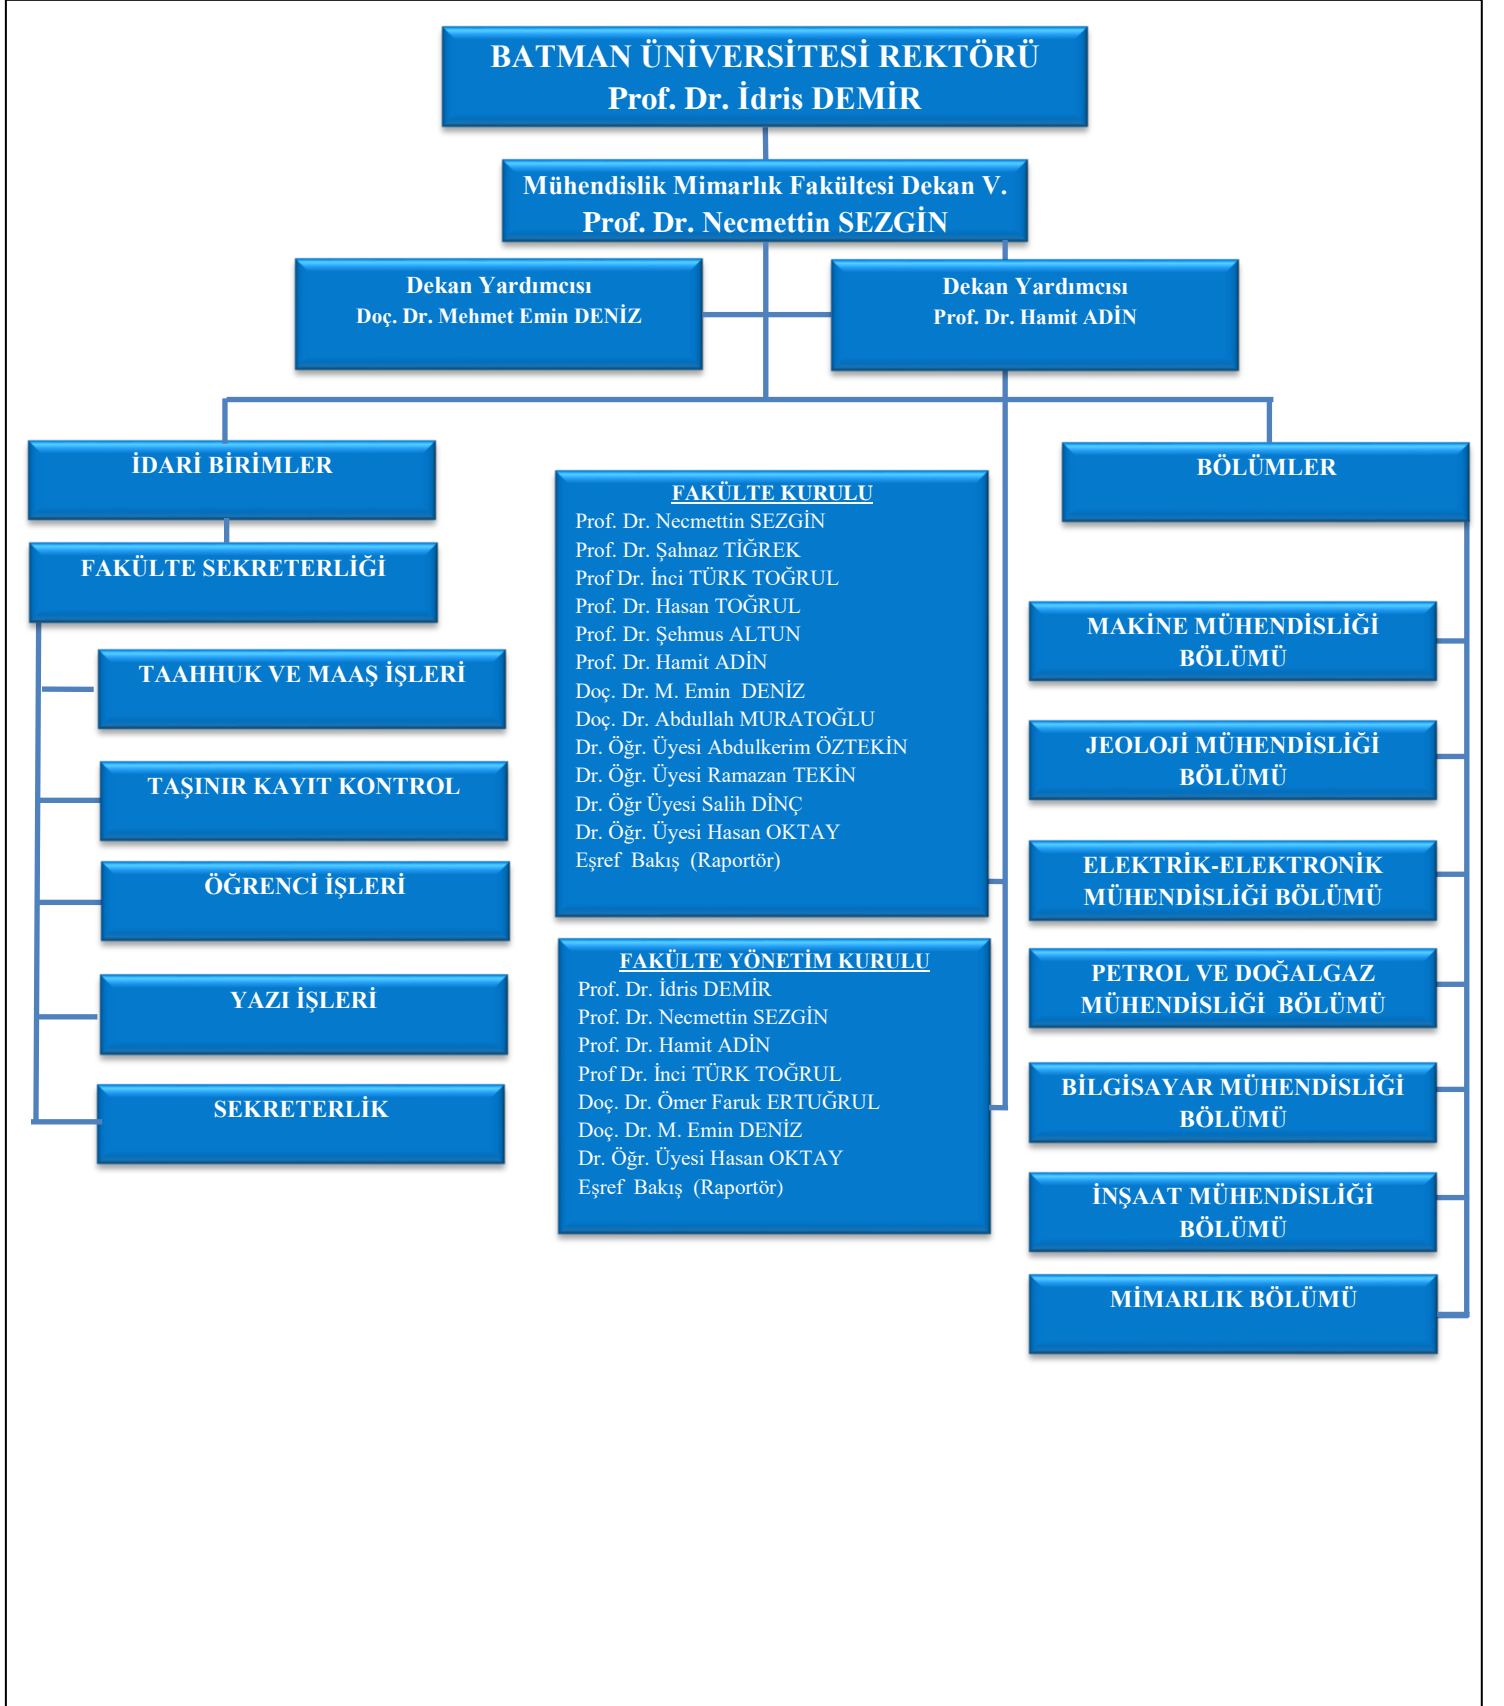 BATMAN ÜNİVERSİTESİ REKTÖRÜ
Prof. Dr. İdris DEMİR
Mühendislik Mimarlık Fakültesi Dekan V.
Prof. Dr. Necmettin SEZGİN
Dekan Yardımcısı
Doç. Dr. Mehmet Emin DENİZ
Dekan Yardımcısı
Prof. Dr. Hamit ADİN
İDARİ BİRİMLER
FAKÜLTE SEKRETERLİĞİ
TAAHHUK VE MAAŞ İŞLERİ
TAŞINIR KAYIT KONTROL
ÖĞRENCİ İŞLERİ
YAZI İŞLERİ
SEKRETERLİK
FAKÜLTE KURULU
Prof. Dr. Necmettin SEZGİN
Prof. Dr. Şahnaz TİĞREK
Prof Dr. İnci TÜRK TOĞRUL
Prof. Dr. Hasan TOĞRUL
Prof. Dr. Şehmus ALTUN
Prof. Dr. Hamit ADİN
Doç. Dr. M. Emin  DENİZ
Doç. Dr. Abdullah MURATOĞLU
Dr. Öğr. Üyesi Abdulkerim ÖZTEKİN
Dr. Öğr. Üyesi Ramazan TEKİN
Dr. Öğr Üyesi Salih DİNÇ
Dr. Öğr. Üyesi Hasan OKTAY
Eşref  Bakış  (Raportör)
FAKÜLTE YÖNETİM KURULU
Prof. Dr. İdris DEMİR
Prof. Dr. Necmettin SEZGİN
Prof. Dr. Hamit ADİN
Prof Dr. İnci TÜRK TOĞRUL
Doç. Dr. Ömer Faruk ERTUĞRUL
Doç. Dr. M. Emin DENİZ
Dr. Öğr. Üyesi Hasan OKTAY
Eşref  Bakış  (Raportör)
BÖLÜMLER
MAKİNE MÜHENDİSLİĞİ
BÖLÜMÜ
JEOLOJİ MÜHENDİSLİĞİ
BÖLÜMÜ
ELEKTRİK-ELEKTRONİK
MÜHENDİSLİĞİ BÖLÜMÜ
PETROL VE DOĞALGAZ
MÜHENDİSLİĞİ  BÖLÜMÜ
BİLGİSAYAR MÜHENDİSLİĞİ
BÖLÜMÜ
İNŞAAT MÜHENDİSLİĞİ
BÖLÜMÜ
MİMARLIK BÖLÜMÜ